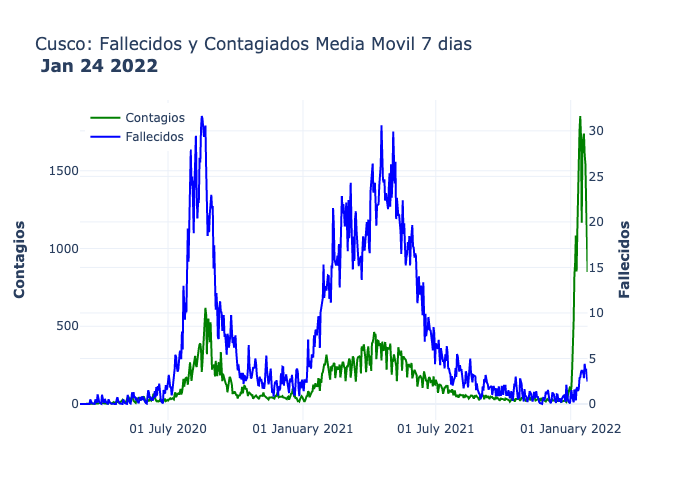 Cusco: Fallecidos y Contagiados Media Movil 7 dias
Jan 24 2022
Contagios
Fallecidos
1500
1000
500
0
30
25
20
15
10
5
0
Contagios
Fallecidos
01 July 2020
01 January 2021
01 July 2021
01 January 2022